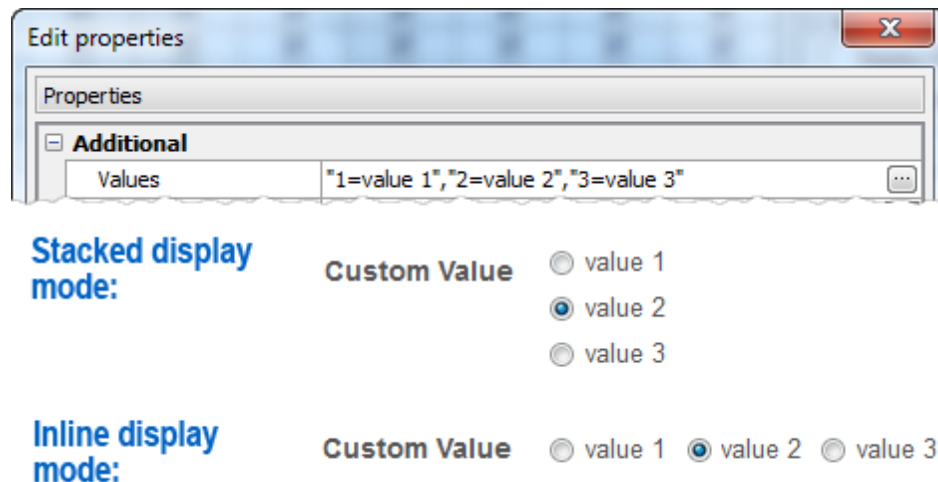 Edit properties
Properties
Additional
Values "1=value 1","2=value 2","3=value 3"
Stacked display
mode:
Custom Value
value 1
value 2
value 3
Inline display
mode:
Custom Value value 1 value 2 value 3